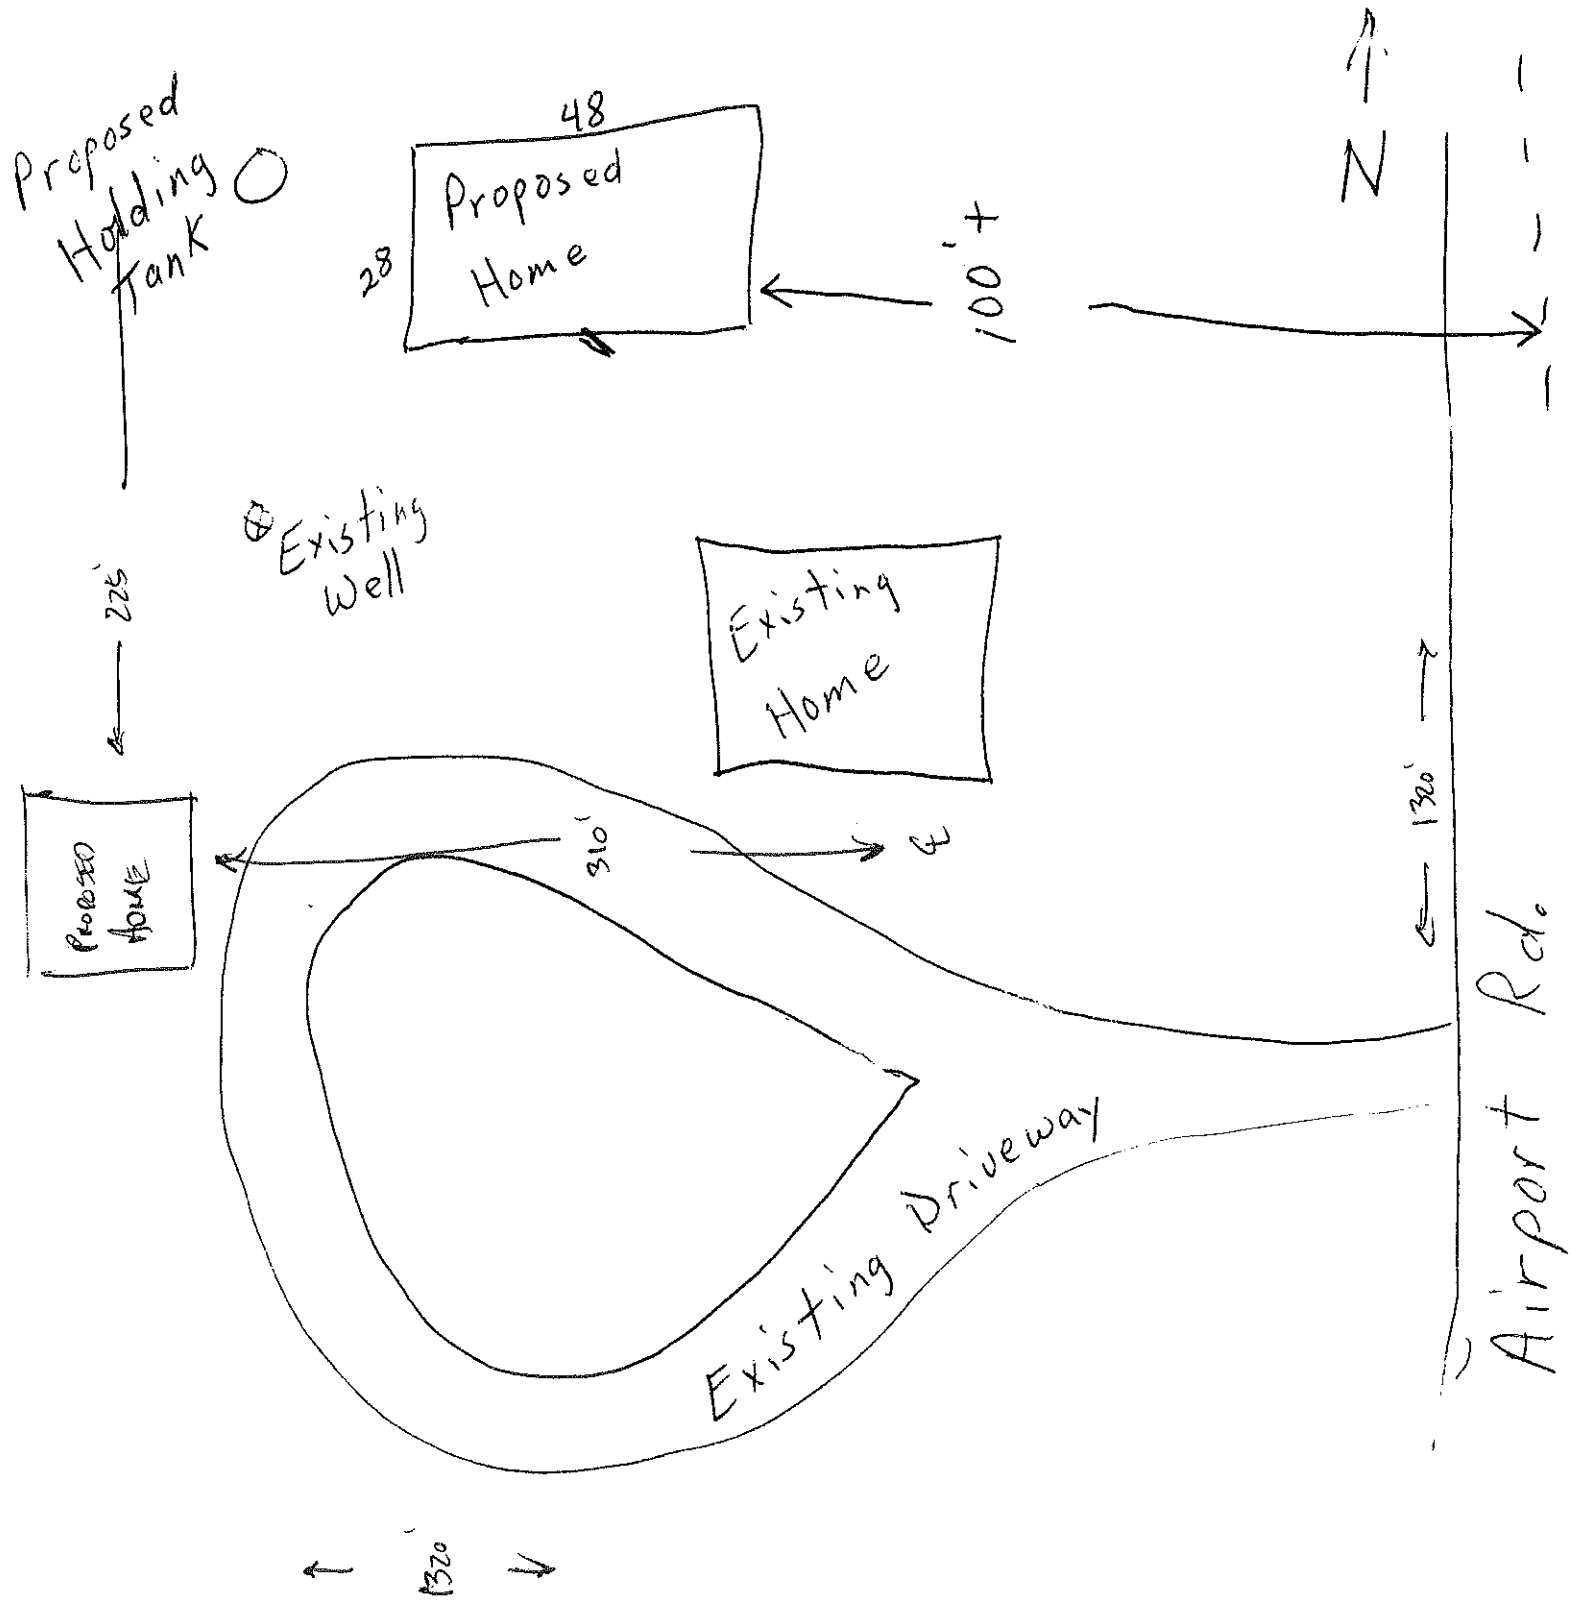 N
48
Proposed
Holding
Tank
Proposed
Home
28
100'+
225'
Existing
Well
Existing
Home
PROPOSED
HOME
310'
1320'
Existing Driveway
Airport Rd.
1320'